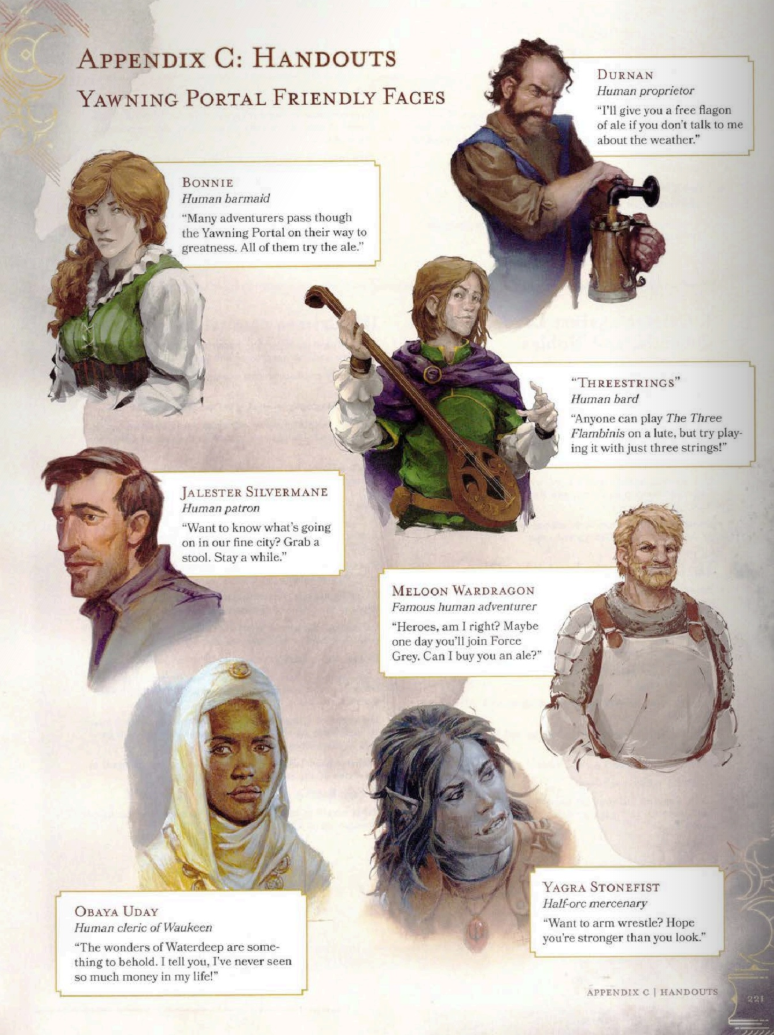 APPENDIX C: HANDOUTS
YAWNING PORTAL FRIENDLY FACES
DURNAN
Human proprietor
"I'll give you a free flagon
of ale if you don't talk to me
about the weather."
BONNIE
Human barmaid
"Many adventurers pass though
the Yawning Portal on their way to
greatness. All of them try the ale."
"THREESTRINGS"
Human bard
"Anyone can play The Three
Flambinis on a lute, but try play-
ing it with just three strings!"
JALESTER SILVERMANE
Human patron
"Want to know what's going
on in our fine city? Grab a
stool. Stay a while."
MELOON WARDRAGON
Famous human adventurer
"Heroes, am I right? Maybe
one day you'll join Force
Grey. Can I buy you an ale?"
OBAYA UDAY
Human cleric of Waukeen
"The wonders of Waterdeep are some-
thing to behold. I tell you, I've never seen
so much money in my life!"
YAGRA STONEFIST
Half-orc mercenary
"Want to arm wrestle? Hope
you're stronger than you look."
APPENDIX C | HANDOUTS
221